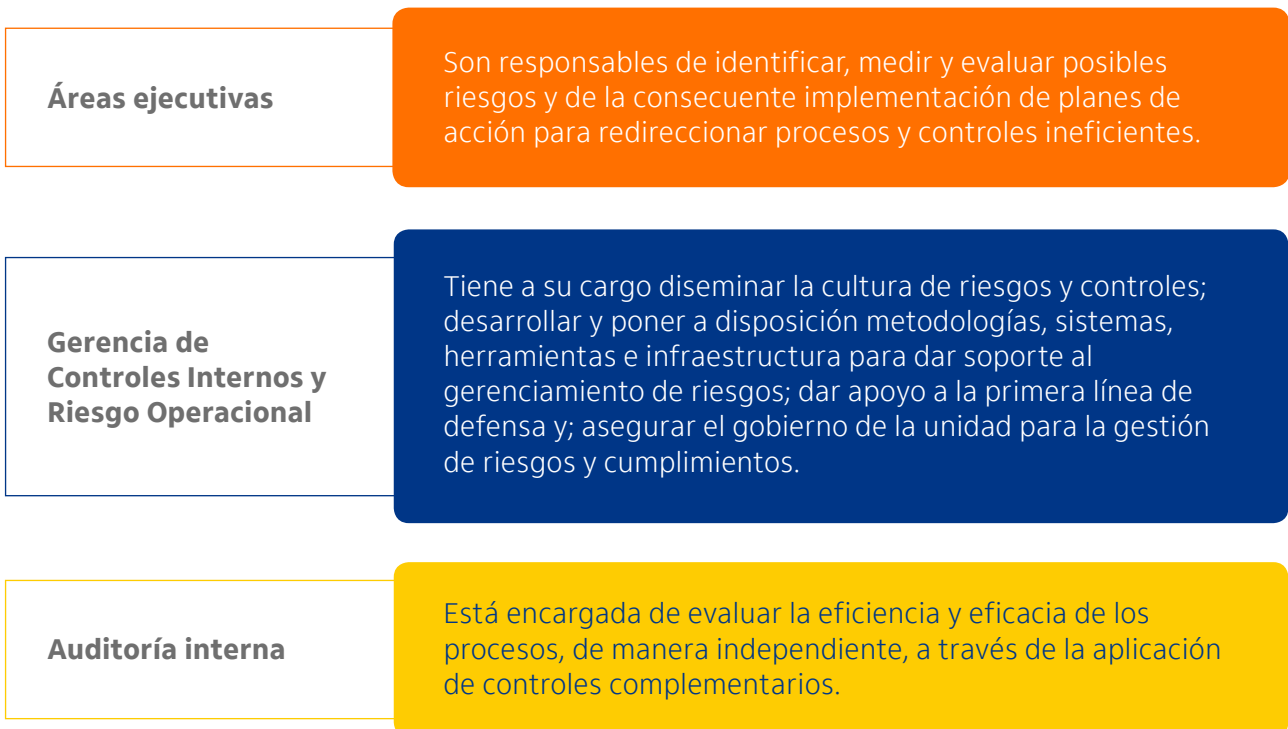 Áreas ejecutivas
Son responsables de identificar, medir y evaluar posibles
riesgos y de la consecuente implementación de planes de
acción para redireccionar procesos y controles ineficientes.
Gerencia de
Controles Internos y
Riesgo Operacional
Tiene a su cargo diseminar la cultura de riesgos y controles;
desarrollar y poner a disposición metodologías, sistemas,
herramientas e infraestructura para dar soporte al
gerenciamiento de riesgos; dar apoyo a la primera línea de
defensa y; asegurar el gobierno de la unidad para la gestión
de riesgos y cumplimientos.
Auditoría interna
Está encargada de evaluar la eficiencia y eficacia de los
procesos, de manera independiente, a través de la aplicación
de controles complementarios.